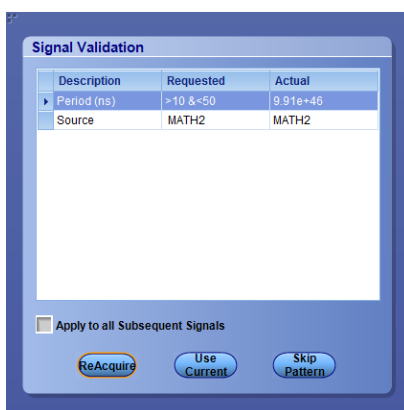 Signal Validation
Description Requested Actual
Period (ns) >10 &<50 9.91e+46
Source MATH2 MATH2
Apply to all Subsequent Signals
ReAcquire
Use
Current
Skip
Pattern